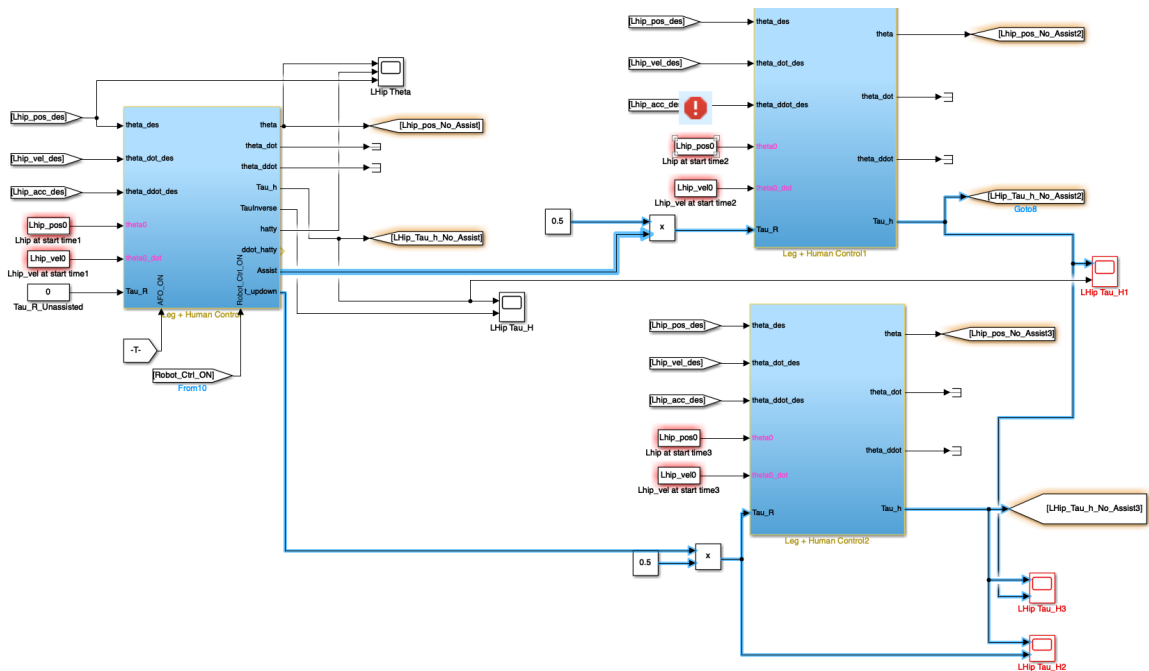 [Lhip_pos_des]
[Lhip_vel_des]
[Lhip_acc_des]
Lhip_pos0
Lhip at start time1
Lhip_vel0
Lhip_vel at start time1
0
Tau_R_Unassisted
-T-
[Robot_Ctrl_ON]
From10
theta_des
theta_dot_des
theta_ddot_des
theta0
theta0_dot
Tau_R
AFO_ON
Robot_Ctrl_ON
theta
theta_dot
theta_ddot
Tau_h
TauInverse
hatty
ddot_hatty
Assist
t_updown
Leg + Human Control
LHip Theta
[Lhip_pos_No_Assist]
[LHip_Tau_h_No_Assist]
LHip Tau_H
[Lhip_pos_des]
[Lhip_vel_des]
[Lhip_acc_de
Lhip_pos0
Lhip at start time2
Lhip_vel0
Lhip_vel at start time2
0.5
x
theta_des
theta_dot_des
theta_ddot_des
theta0
theta0_dot
Tau_R
theta
theta_dot
theta_ddot
Tau_h
Leg + Human Control1
[Lhip_pos_No_Assist2]
[LHip_Tau_h_No_Assist2]
Goto8
LHip Tau_H1
[Lhip_pos_des]
[Lhip_vel_des]
[Lhip_acc_des]
Lhip_pos0
Lhip at start time3
Lhip_vel0
Lhip_vel at start time3
0.5
x
theta_des
theta_dot_des
theta_ddot_des
theta0
theta0_dot
Tau_R
theta
theta_dot
theta_ddot
Tau_h
Leg + Human Control2
[Lhip_pos_No_Assist3]
[LHip_Tau_h_No_Assist3]
LHip Tau_H3
LHip Tau_H2